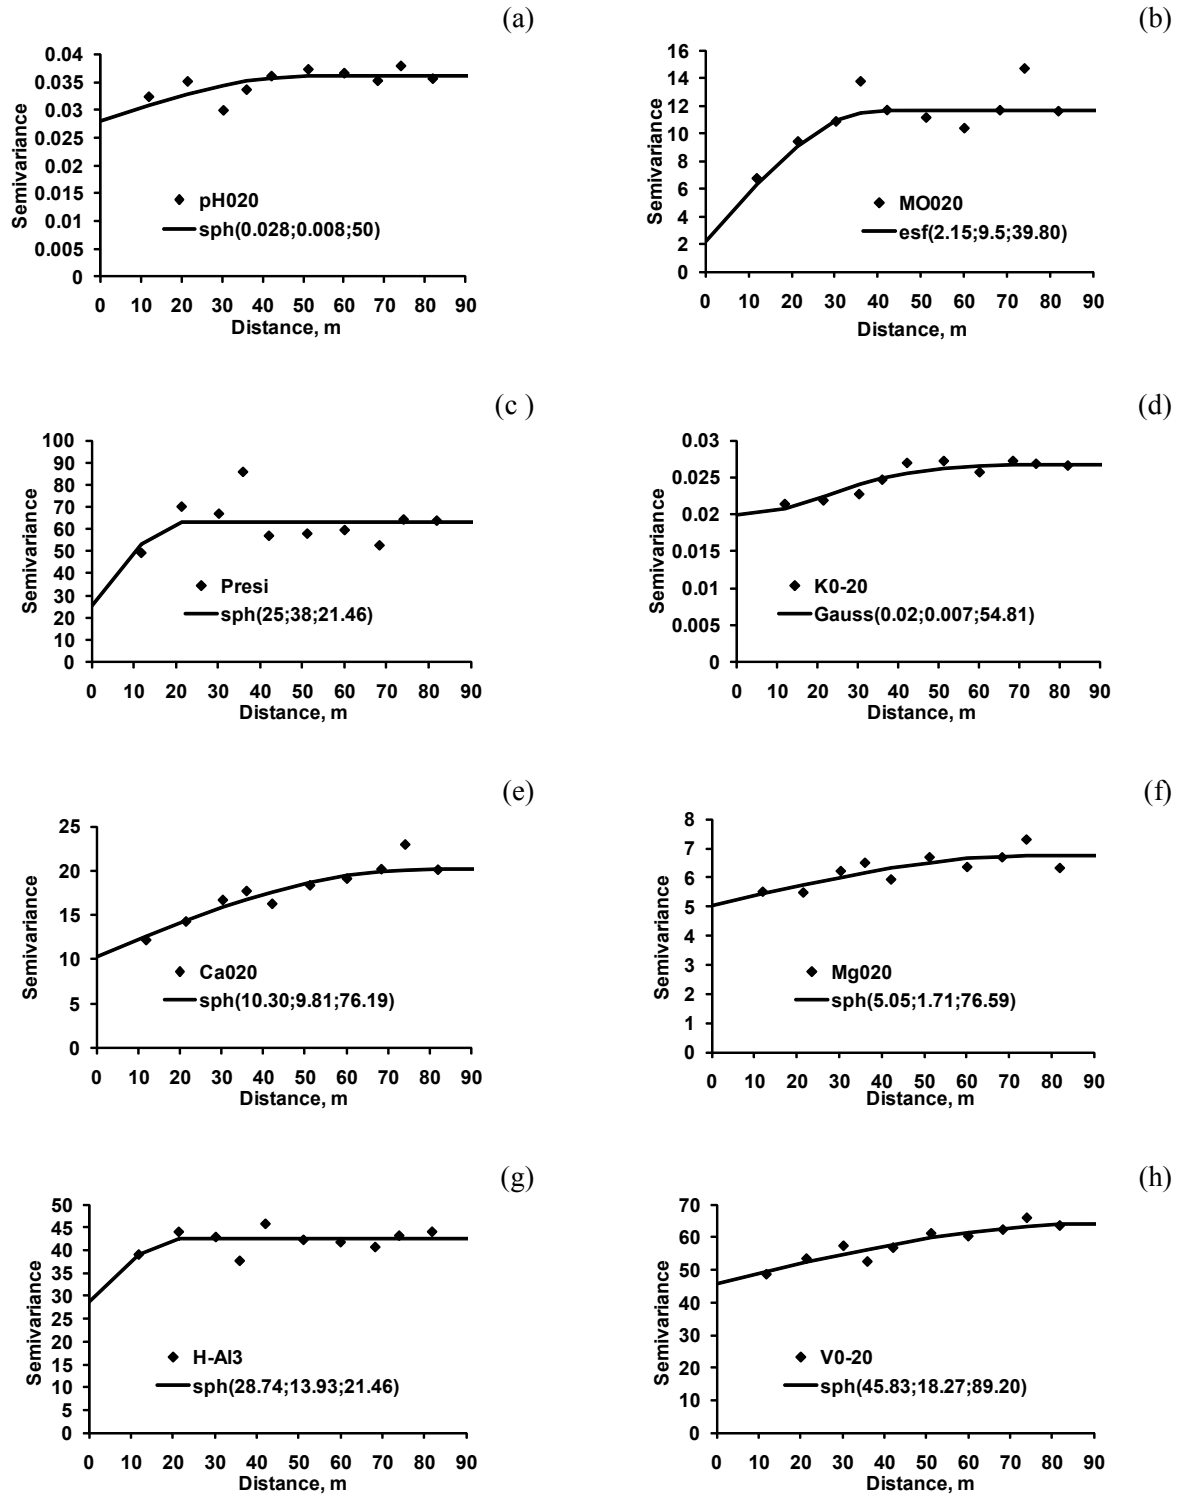 (a)
0.04
0.035
0.03
0.025
0.02
0.015
0.01
0.005
0
Semivariance
pH020
sph(0.028;0.008;50)
0 10 20 30 40 50 60 70 80 90
Distance, m
(b)
16
14
12
10
8
6
4
2
0
Semivariance
MO020
esf(2.15;9.5;39.80)
0 10 20 30 40 50 60 70 80 90
Distance, m
(c )
100
90
80
70
60
50
40
30
20
10
0
Semivariance
Presi
sph(25;38;21.46)
0 10 20 30 40 50 60 70 80 90
Distance, m
(d)
0.03
0.025
0.02
0.015
0.01
0.005
0
Semivariance
K0-20
Gauss(0.02;0.007;54.81)
0 10 20 30 40 50 60 70 80 90
Distance, m
(e)
25
20
15
10
5
0
Semivariance
Ca020
sph(10.30;9.81;76.19)
0 10 20 30 40 50 60 70 80 90
Distance, m
(f)
8
7
6
5
4
3
2
1
0
Semivariance
Mg020
sph(5.05;1.71;76.59)
0 10 20 30 40 50 60 70 80 90
Distance, m
(g)
50
45
40
35
30
25
20
15
10
5
0
Semivariance
H-Al3
sph(28.74;13.93;21.46)
0 10 20 30 40 50 60 70 80 90
Distance, m
(h)
70
60
50
40
30
20
10
0
Semivariance
V0-20
sph(45.83;18.27;89.20)
0 10 20 30 40 50 60 70 80 90
Distance, m